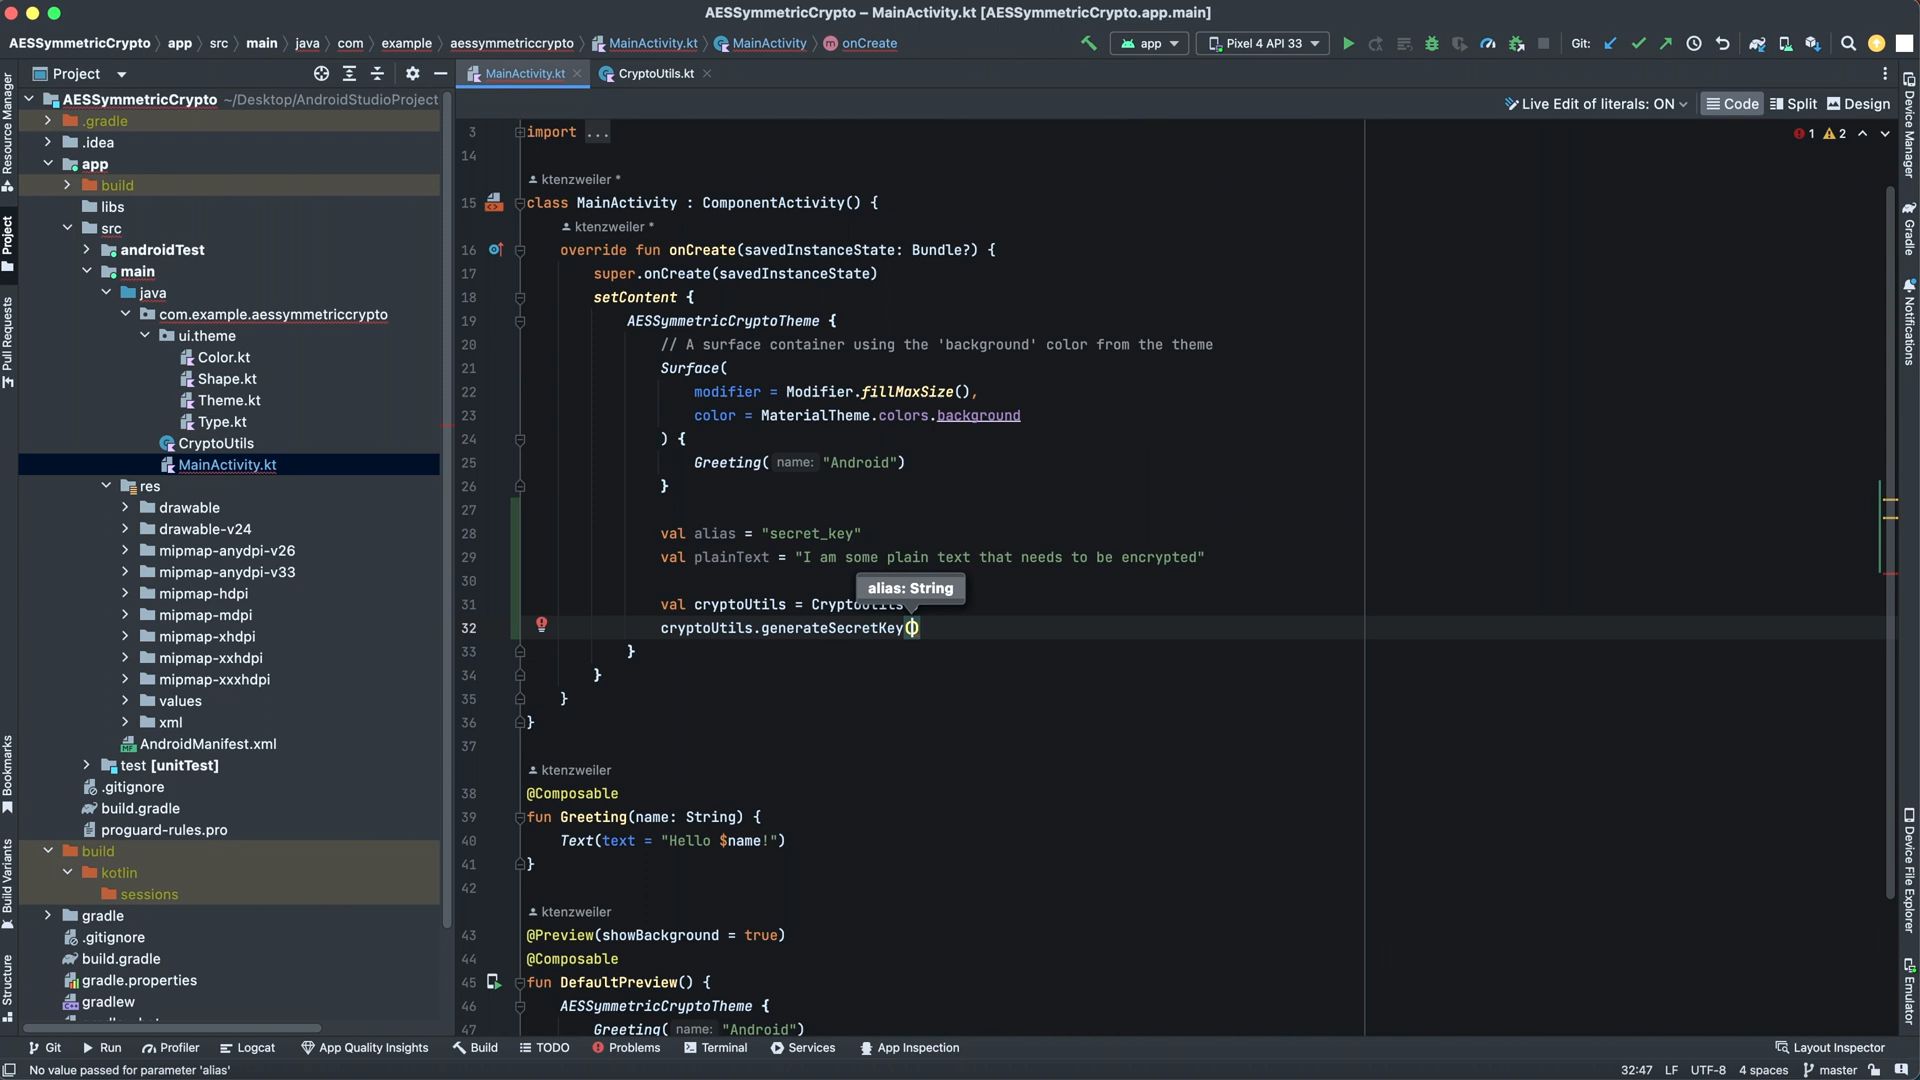 AESSymmetricCrypto – MainActivity.kt [AESSymmetricCrypto.app.main]
AESSymmetricCrypto app src main java com example aessymmetriccrypto MainActivity.kt MainActivity onCreate
app Pixel 4 API 33 Git:
Project
MainActivity.kt CryptoUtils.kt
Live Edit of literals: ON Code Split Design
Resource Manager
Project
Pull Requests
Bookmarks
Build Variants
Structure
AESSymmetricCrypto ~/Desktop/AndroidStudioProject
.gradle
.idea
app
build
libs
src
androidTest
main
java
com.example.aessymmetriccrypto
ui.theme
Color.kt
Shape.kt
Theme.kt
Type.kt
CryptoUtils
MainActivity.kt
res
drawable
drawable-v24
mipmap-anydpi-v26
mipmap-anydpi-v33
mipmap-hdpi
mipmap-mdpi
mipmap-xhdpi
mipmap-xxhdpi
mipmap-xxxhdpi
values
xml
AndroidManifest.xml
test [unitTest]
.gitignore
build.gradle
proguard-rules.pro
build
kotlin
sessions
gradle
.gitignore
build.gradle
gradle.properties
gradlew
1 2
3 import ...
14
ktenzweiler *
15 class MainActivity : ComponentActivity() {
ktenzweiler *
16 override fun onCreate(savedInstanceState: Bundle?) {
17 super.onCreate(savedInstanceState)
18 setContent {
19 AESSymmetricCryptoTheme {
20 // A surface container using the 'background' color from the theme
21 Surface(
22 modifier = Modifier.fillMaxSize(),
23 color = MaterialTheme.colors.background
24 ) {
25 Greeting( name: "Android")
26 }
27
28 val alias = "secret_key"
29 val plainText = "I am some plain text that needs to be encrypted"
30
alias: String
31 val cryptoUtils =
32 cryptoUtils.generateSecretKey()
33 }
34 }
35 }
36 }
37
ktenzweiler
38 @Composable
39 fun Greeting(name: String) {
40 Text(text = "Hello $name!")
41 }
42
ktenzweiler
43 @Preview(showBackground = true)
44 @Composable
45 fun DefaultPreview() {
46 AESSymmetricCryptoTheme {
47 Greeting( name: "Android")
Device Manager
Gradle
Notifications
Device File Explorer
Emulator
Git Run Profiler Logcat App Quality Insights Build TODO Problems Terminal Services App Inspection Layout Inspector
No value passed for parameter 'alias' 32:47 LF UTF-8 4 spaces master